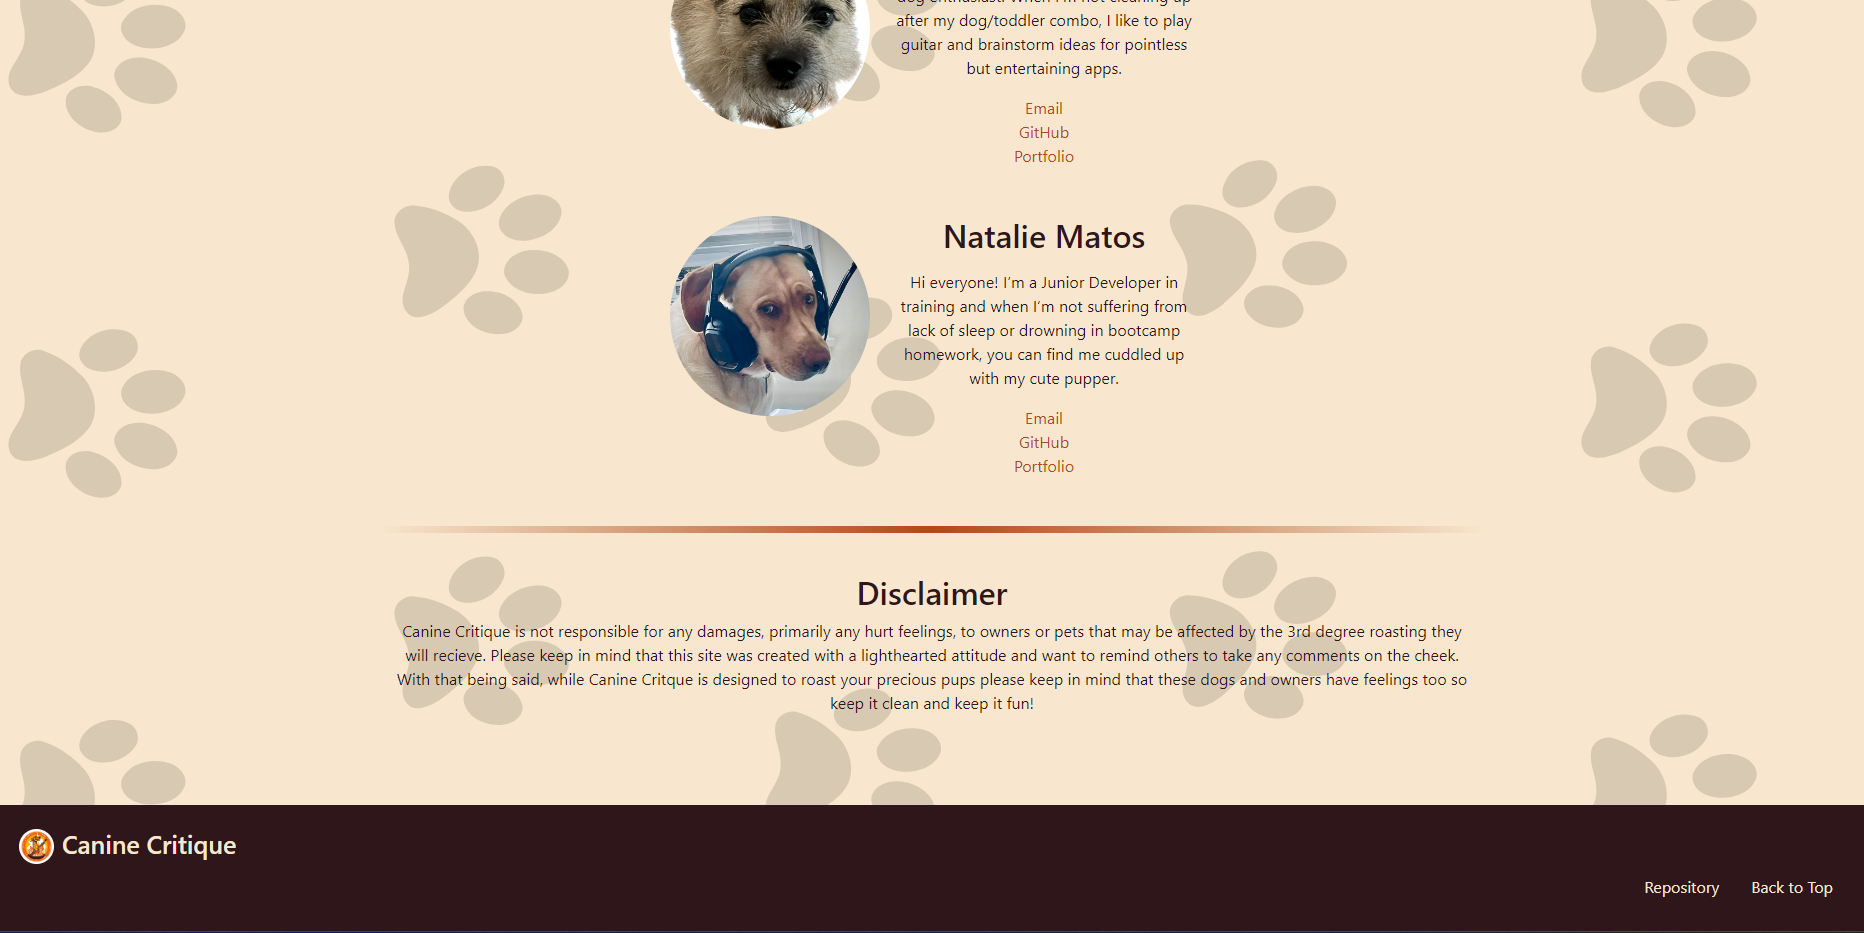 dog enthusiast. When I'm not cleaning up
after my dog/toddler combo, I like to play
guitar and brainstorm ideas for pointless
but entertaining apps.
Email
GitHub
Portfolio
Natalie Matos
Hi everyone! I'm a Junior Developer in
training and when I'm not suffering from
lack of sleep or drowning in bootcamp
homework, you can find me cuddled up
with my cute pupper.
Email
GitHub
Portfolio
Disclaimer
Canine Critique is not responsible for any damages, primarily any hurt feelings, to owners or pets that may be affected by the 3rd degree roasting they
will recieve. Please keep in mind that this site was created with a lighthearted attitude and want to remind others to take any comments on the cheek.
With that being said, while Canine Critque is designed to roast your precious pups please keep in mind that these dogs and owners have feelings too so
keep it clean and keep it fun!
Canine Critique
Repository
Back to Top